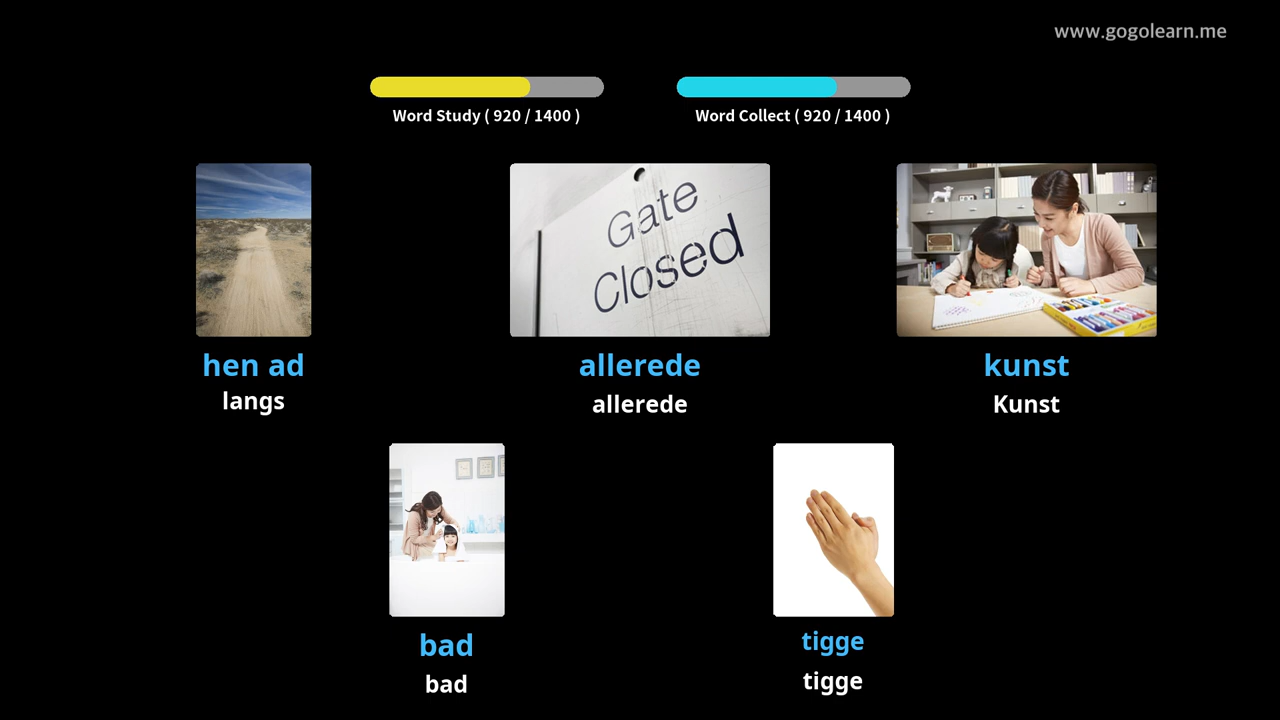 www.gogolearn.me
Word Study ( 920 / 1400 )
Word Collect ( 920 / 1400 )
Gate
Closed
hen ad
langs
allerede
allerede
kunst
Kunst
bad
bad
tigge
tigge